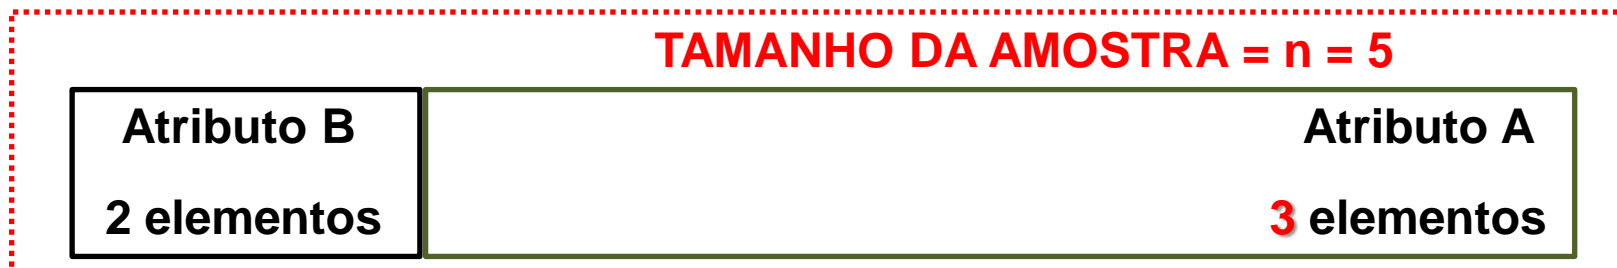 TAMANHO DA AMOSTRA = n = 5
Atributo B
2 elementos
Atributo A
3 elementos